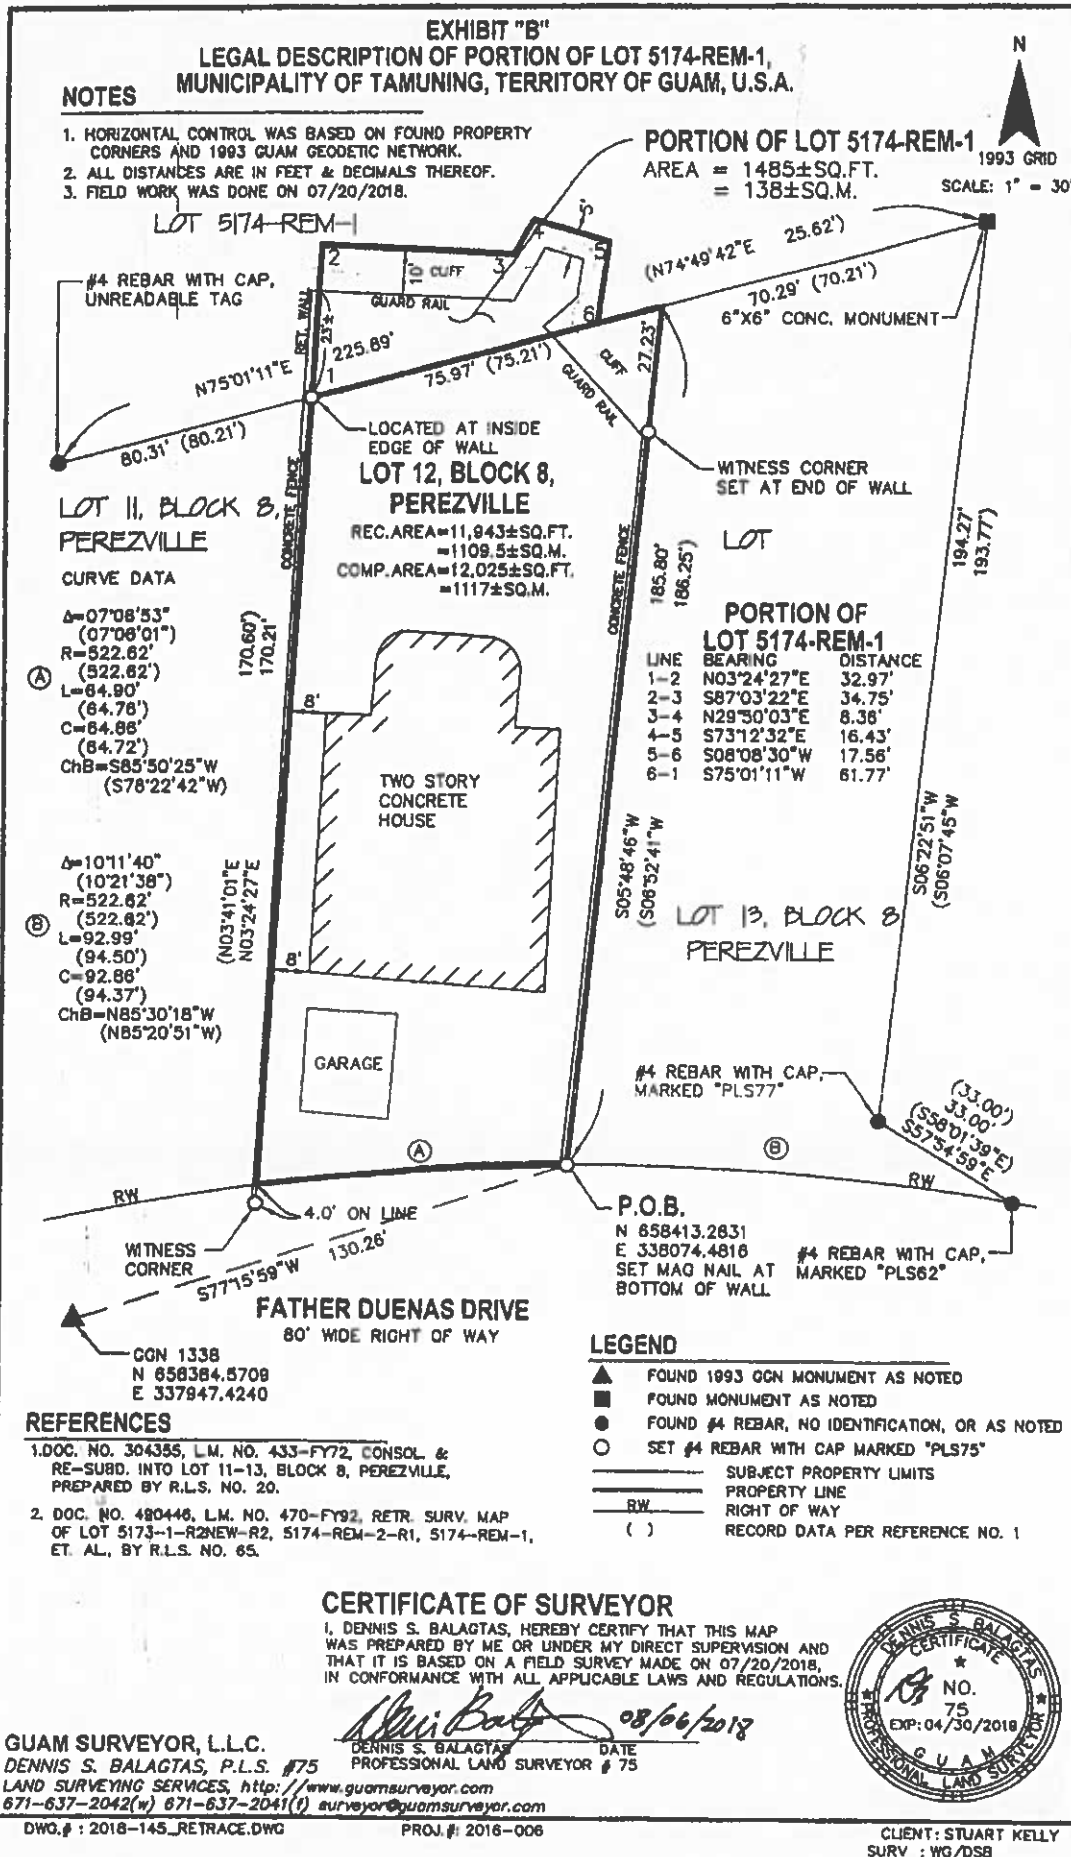 EXHIBIT "B"
LEGAL DESCRIPTION OF PORTION OF LOT 5174-REM-1,
MUNICIPALITY OF TAMUNING, TERRITORY OF GUAM, U.S.A.
N
1993 GRID
SCALE: 1" = 30'
NOTES
1. HORIZONTAL CONTROL WAS BASED ON FOUND PROPERTY
CORNERS AND 1993 GUAM GEODETIC NETWORK.
2. ALL DISTANCES ARE IN FEET & DECIMALS THEREOF.
3. FIELD WORK WAS DONE ON 07/20/2018.
PORTION OF LOT 5174-REM-1
AREA = 1485±SQ.FT.
= 138±SQ.M.
LOT 5174-REM-1
#4 REBAR WITH CAP,
UNREADABLE TAG
2
10
CLIFF
3
4
5'
5
6
1
GUARD RAIL
RET. WALL
23'±
225.89'
N75°01'11"E
80.31' (80.21')
75.97' (75.21')
(N74°49'42"E 25.62')
70.29' (70.21')
6"X6" CONC. MONUMENT
CLIFF
GUARD RAIL
27.23'
LOCATED AT INSIDE
EDGE OF WALL
LOT 12, BLOCK 8,
PEREZVILLE
REC.AREA=11,943±SQ.FT.
=1109.5±SQ.M.
COMP.AREA=12,025±SQ.FT.
=1117±SQ.M.
WITNESS CORNER
SET AT END OF WALL
LOT
LOT 11, BLOCK 8,
PEREZVILLE
CONCRETE FENCE
CONCRETE FENCE
185.80'
186.25')
194.27'
193.77')
CURVE DATA
A
Δ=07°06'53"
(07°06'01")
R=522.62'
(522.62')
L=64.90'
(64.76')
C=64.86'
(64.72')
ChB=S85°50'25"W
(S78°22'42"W)
170.60')
170.21'
8'
PORTION OF
LOT 5174-REM-1
LINE BEARING DISTANCE
1-2 N03°24'27"E 32.97'
2-3 S87°03'22"E 34.75'
3-4 N29°50'03"E 8.36'
4-5 S73°12'32"E 16.43'
5-6 S08°08'30"W 17.56'
6-1 S75°01'11"W 61.77'
TWO STORY
CONCRETE
HOUSE
B
Δ=10°11'40"
(10°21'38")
R=522.62'
(522.62')
L=92.99'
(94.50')
C=92.86'
(94.37')
ChB=N85°30'18"W
(N85°20'51"W)
(N03°41'01"E
N03°24'27"E
8'
S05°48'46"W
(S06°52'41"W
S06°22'51"W
(S06°07'45"W
LOT 13, BLOCK 8
PEREZVILLE
GARAGE
#4 REBAR WITH CAP,
MARKED "PLS77"
(33.00')
33.00'
(S58°01'39"E)
S57°54'59"E
A
B
RW
RW
4.0' ON LINE
WITNESS
CORNER
S77°15'59"W 130.26'
P.O.B.
N 658413.2631
E 338074.4816
SET MAG NAIL AT
BOTTOM OF WALL
#4 REBAR WITH CAP,
MARKED "PLS62"
FATHER DUENAS DRIVE
80' WIDE RIGHT OF WAY
GGN 1338
N 658384.5709
E 337947.4240
LEGEND
FOUND 1993 GGN MONUMENT AS NOTED
FOUND MONUMENT AS NOTED
FOUND #4 REBAR, NO IDENTIFICATION, OR AS NOTED
SET #4 REBAR WITH CAP MARKED "PLS75"
SUBJECT PROPERTY LIMITS
PROPERTY LINE
RW RIGHT OF WAY
( ) RECORD DATA PER REFERENCE NO. 1
REFERENCES
1.DOC. NO. 304355, L.M. NO. 433-FY72, CONSOL. &
RE-SUBD. INTO LOT 11-13, BLOCK 8, PEREZVILLE,
PREPARED BY R.L.S. NO. 20.
2. DOC. NO. 480446, L.M. NO. 470-FY92, RETR. SURV. MAP
OF LOT 5173-1-R2NEW-R2, 5174-REM-2-R1, 5174-REM-1,
ET. AL., BY R.L.S. NO. 65.
CERTIFICATE OF SURVEYOR
I, DENNIS S. BALAGTAS, HEREBY CERTIFY THAT THIS MAP
WAS PREPARED BY ME OR UNDER MY DIRECT SUPERVISION AND
THAT IT IS BASED ON A FIELD SURVEY MADE ON 07/20/2018,
IN CONFORMANCE WITH ALL APPLICABLE LAWS AND REGULATIONS.
08/06/2018
DENNIS S. BALAGTAS DATE
PROFESSIONAL LAND SURVEYOR # 75
DENNIS S. BALAGTAS
CERTIFICATE
NO.
75
EXP: 04/30/2018
GUAM
PROFESSIONAL LAND SURVEYOR
GUAM SURVEYOR, L.L.C.
DENNIS S. BALAGTAS, P.L.S. #75
LAND SURVEYING SERVICES, http://www.guamsurveyor.com
671-637-2042(w) 671-637-2041(f) surveyor@guamsurveyor.com
DWG.# : 2018-145_RETRACE.DWG PROJ.#: 2016-006
CLIENT: STUART KELLY
SURV : WG/DSB